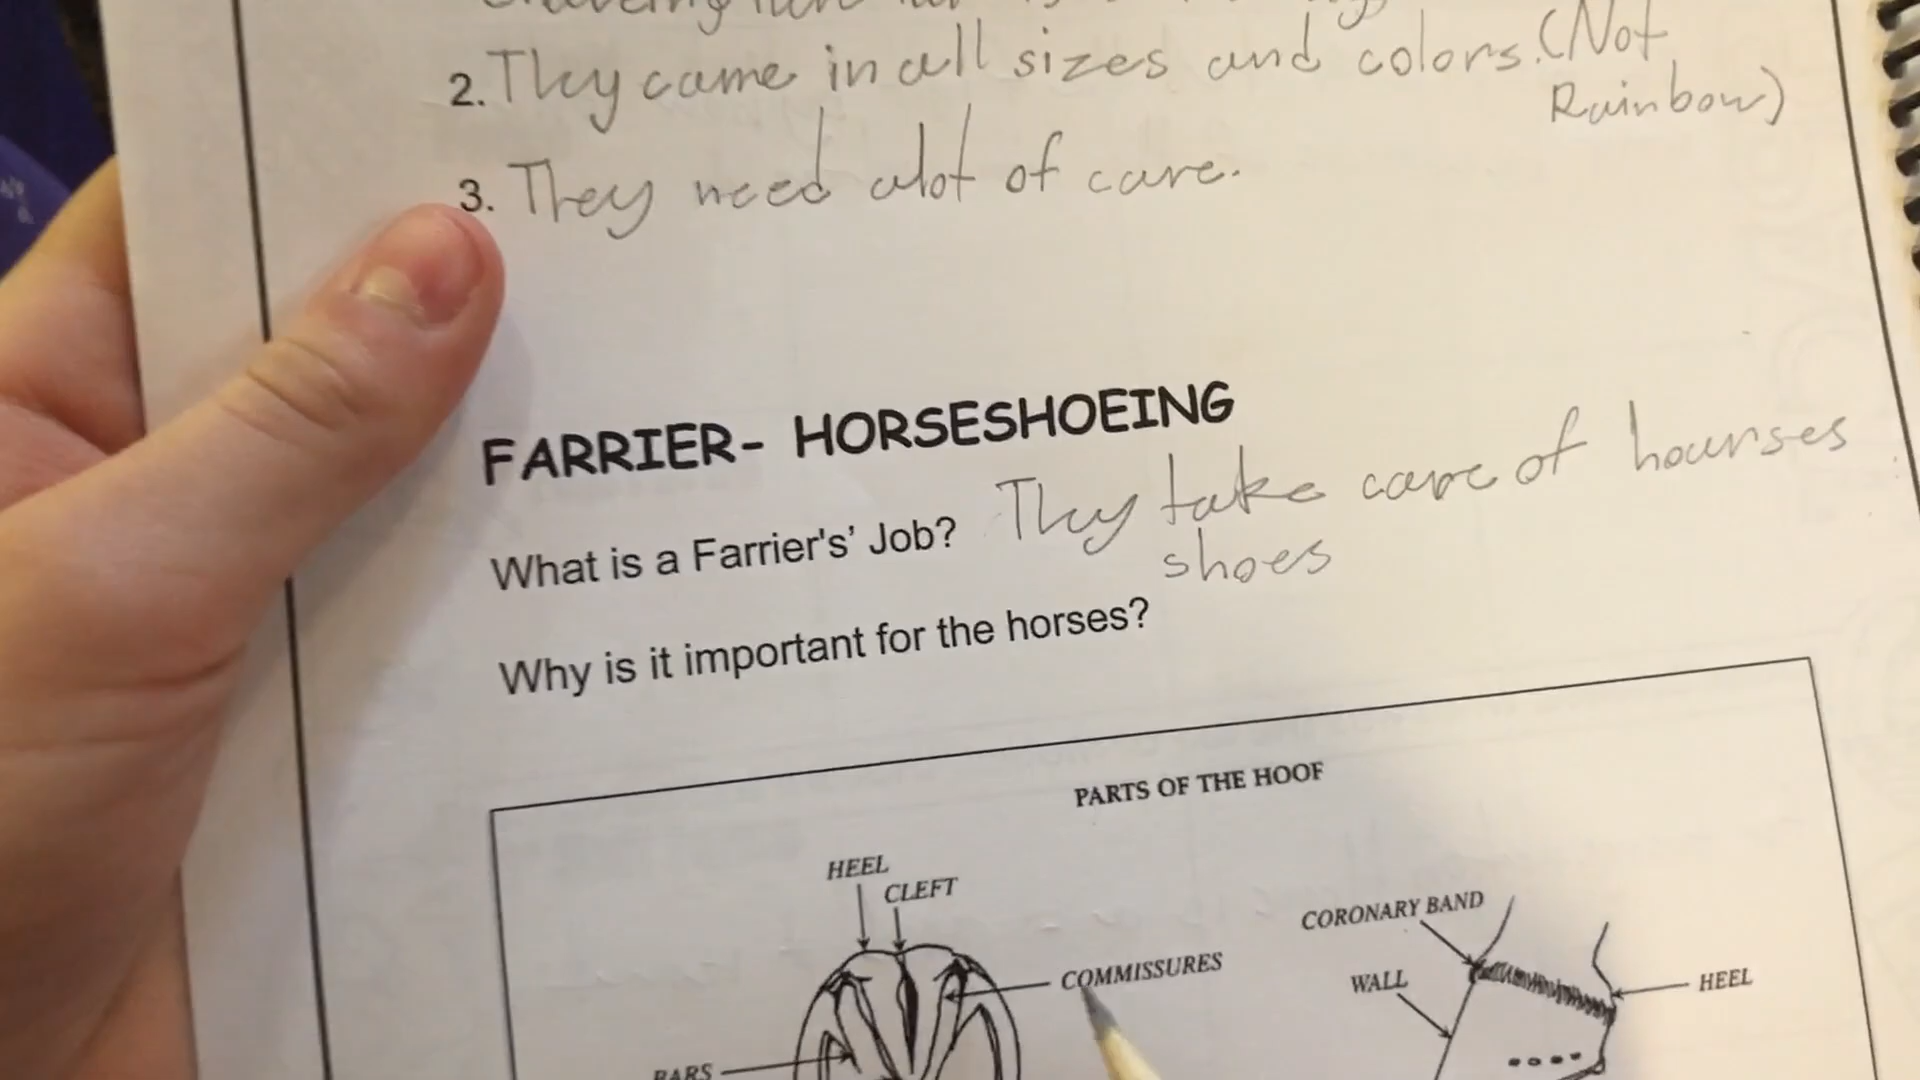 2. They came in all sizes and colors. (Not
Rainbow)
3. They need alot of care.
FARRIER- HORSESHOEING
What is a Farrier's' Job? They take care of hourses
shoes
Why is it important for the horses?
PARTS OF THE HOOF
HEEL
CLEFT
CORONARY BAND
COMMISSURES
WALL
HEEL
BARS